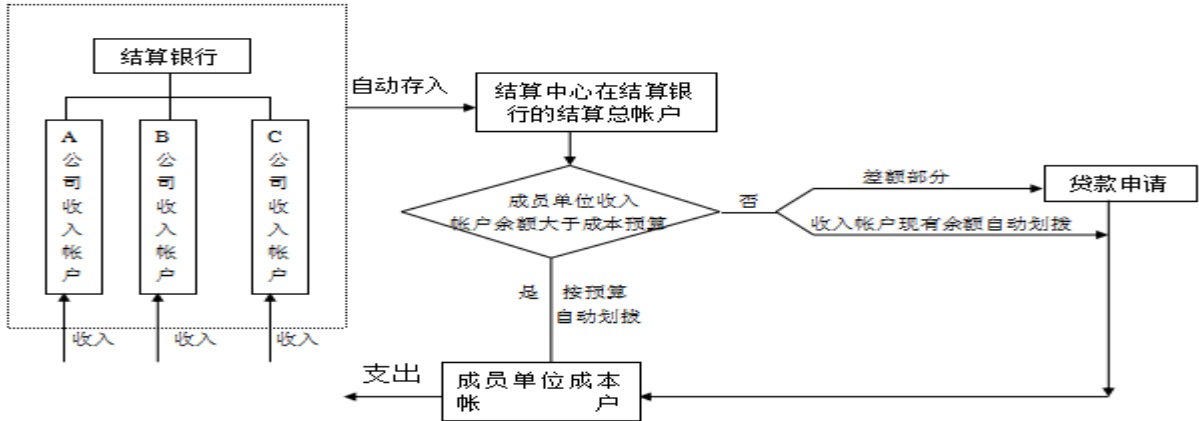 结算银行
A公司收入帐户
B公司收入帐户
C公司收入帐户
收入
收入
收入
自动存入
结算中心在结算银
行的结算总帐户
成员单位收入
帐户余额大于成本预算
否
差额部分
贷款申请
收入帐户现有余额自动划拨
是 按预算
自动划拨
成员单位成本
帐 户
支出